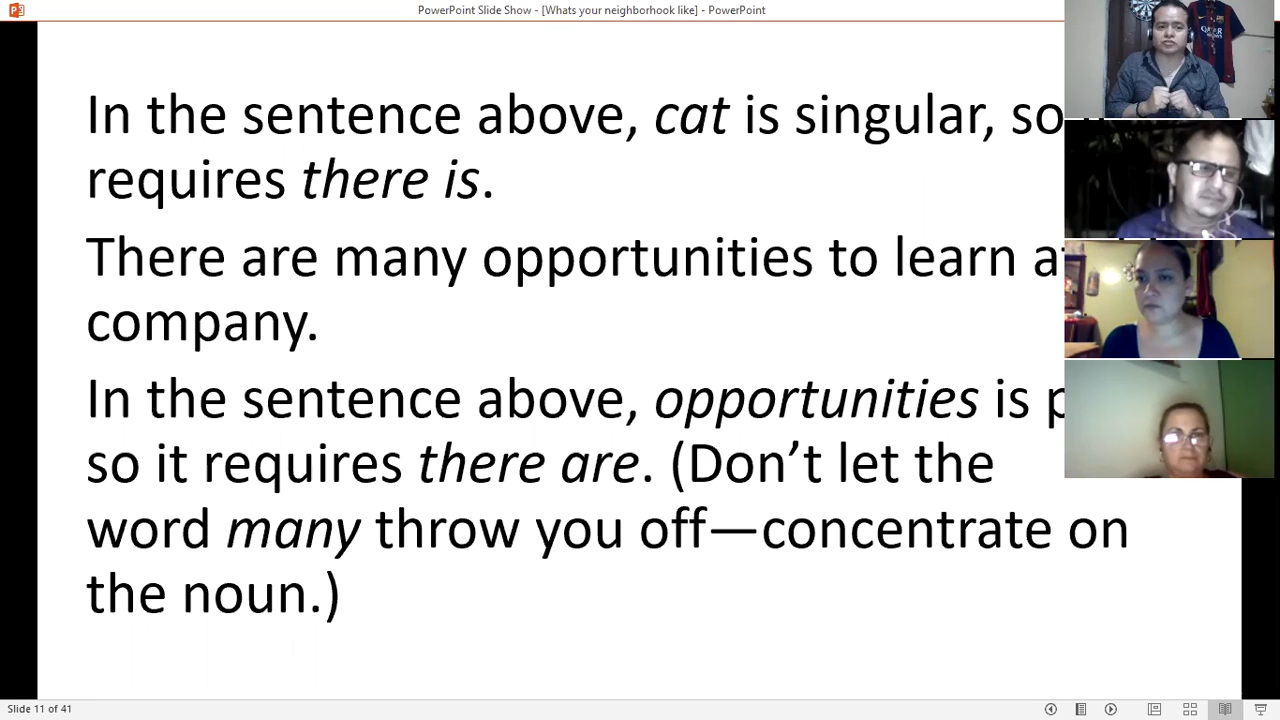 PowerPoint Slide Show - [Whats your neighborhook like] - PowerPoint
In the sentence above, cat is singular, so
requires there is.
There are many opportunities to learn
company.
In the sentence above, opportunities is
so it requires there are. (Don’t let the
word many throw you off—concentrate on
the noun.)
Slide 11 of 41